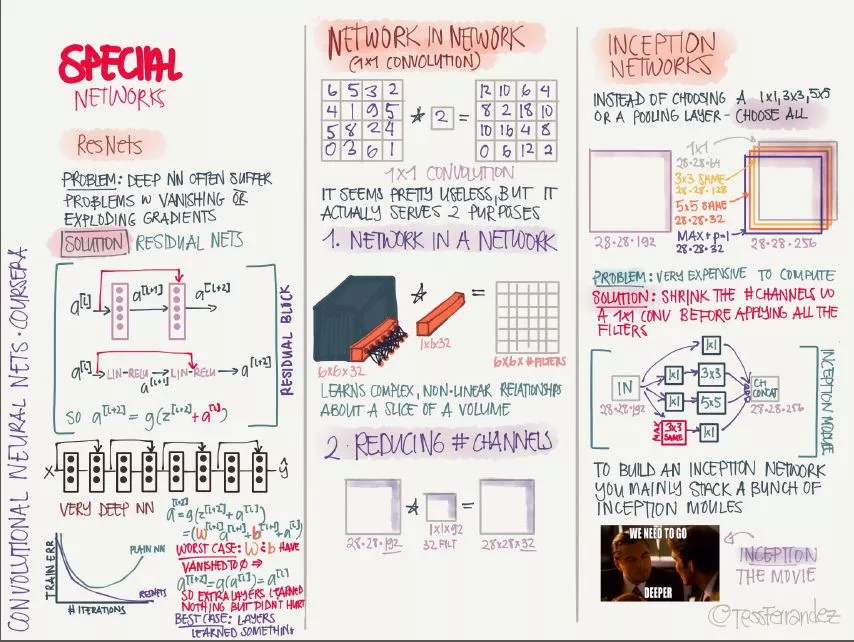 CONVOLUTIONAL NEURAL NETS · COURSERA
SPECIAL
NETWORKS
ResNets
PROBLEM: DEEP NN OFTEN SUFFER
PROBLEMS W VANISHING OR
EXPLODING GRADIENTS
SOLUTION RESIDUAL NETS
a[l] a[l+1] a[l+2]
a[l] LIN-RELU LIN-RELU a[l+2]
a[l+1]
SO a[l+2] = g(z[l+2] + a[l])
RESIDUAL BLOCK
X ŷ
VERY DEEP NN
TRAIN ERR
PLAIN NN
RESNETS
# ITERATIONS
a[l+2] = g(z[l+2] + a[l])
= (W[l+2]a[l+1] + b[l+2] + a[l])
WORST CASE: W & b HAVE
VANISHED TO 0 ⇒
a[l+2] = g(a[l]) = a[l]
SO EXTRA LAYERS LEARNED
NOTHING BUT DIDN'T HURT
BEST CASE: LAYERS
LEARNED SOMETHING
NETWORK IN NETWORK
(1x1 CONVOLUTION)
6 5 3 2 12 10 6 4
4 1 9 5 * 2 = 8 2 18 10
5 8 2 4 10 16 4 8
0 3 6 1 0 6 12 2
1x1 CONVOLUTION
IT SEEMS PRETTY USELESS, BUT IT
ACTUALLY SERVES 2 PURPOSES
1. NETWORK IN A NETWORK
* =
1x1x32
6x6x32 6x6x #FILTERS
LEARNS COMPLEX, NON-LINEAR RELATIONSHIPS
ABOUT A SLICE OF A VOLUME
2. REDUCING # CHANNELS
* =
1x1x192
28·28·192 32 FILT 28x28x32
INCEPTION
NETWORKS
INSTEAD OF CHOOSING A 1x1, 3x3, 5x5
OR A POOLING LAYER - CHOOSE ALL
1x1
28·28·64
3x3 SAME
28·28·128
5x5 SAME
28·28·32
MAX + p=1
28·28·32
28·28·192 28·28·256
PROBLEM: VERY EXPENSIVE TO COMPUTE
SOLUTION: SHRINK THE # CHANNELS W
A 1x1 CONV BEFORE APPLYING ALL THE
FILTERS
1x1
IN 1x1 3x3 CH CONCAT
28·28·192 1x1 5x5 28·28·256
MAX 3x3 SAME 1x1
INCEPTION MODULE
TO BUILD AN INCEPTION NETWORK
YOU MAINLY STACK A BUNCH OF
INCEPTION MOULES
WE NEED TO GO
DEEPER
INCEPTION
THE MOVIE
@TESSFERRANDEZ